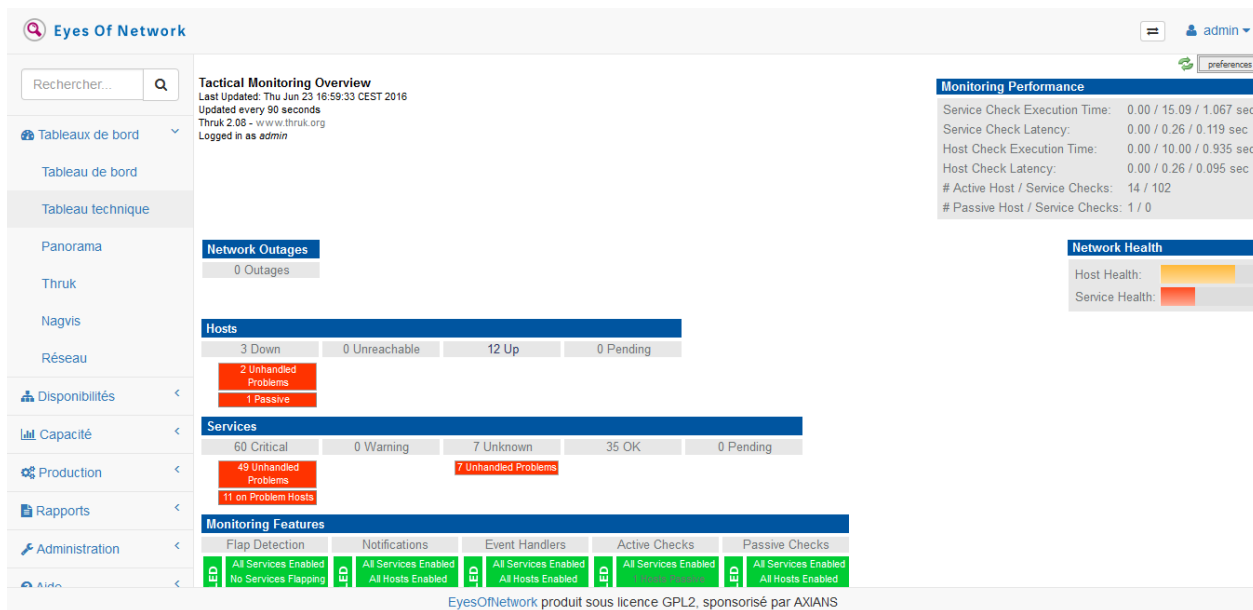 Eyes Of Network
admin
Rechercher...
preferences
Tableaux de bord
Tableau de bord
Tableau technique
Panorama
Thruk
Nagvis
Réseau
Disponibilités
Capacité
Production
Rapports
Administration
Aide
Tactical Monitoring Overview
Last Updated: Thu Jun 23 16:59:33 CEST 2016
Updated every 90 seconds
Thruk 2.08 - www.thruk.org
Logged in as admin
Monitoring Performance
Service Check Execution Time: 0.00 / 15.09 / 1.067 sec
Service Check Latency: 0.00 / 0.26 / 0.119 sec
Host Check Execution Time: 0.00 / 10.00 / 0.935 sec
Host Check Latency: 0.00 / 0.26 / 0.095 sec
# Active Host / Service Checks: 14 / 102
# Passive Host / Service Checks: 1 / 0
Network Outages
0 Outages
Network Health
Host Health:
Service Health:
Hosts
3 Down 0 Unreachable 12 Up 0 Pending
2 Unhandled
Problems
1 Passive
Services
60 Critical 0 Warning 7 Unknown 35 OK 0 Pending
49 Unhandled 7 Unhandled Problems
Problems
11 on Problem Hosts
Monitoring Features
Flap Detection Notifications Event Handlers Active Checks Passive Checks
All Services Enabled All Services Enabled All Services Enabled All Services Enabled All Services Enabled
No Services Flapping All Hosts Enabled All Hosts Enabled 1 Hosts Passive All Hosts Enabled
EyesOfNetwork produit sous licence GPL2, sponsorisé par AXIANS